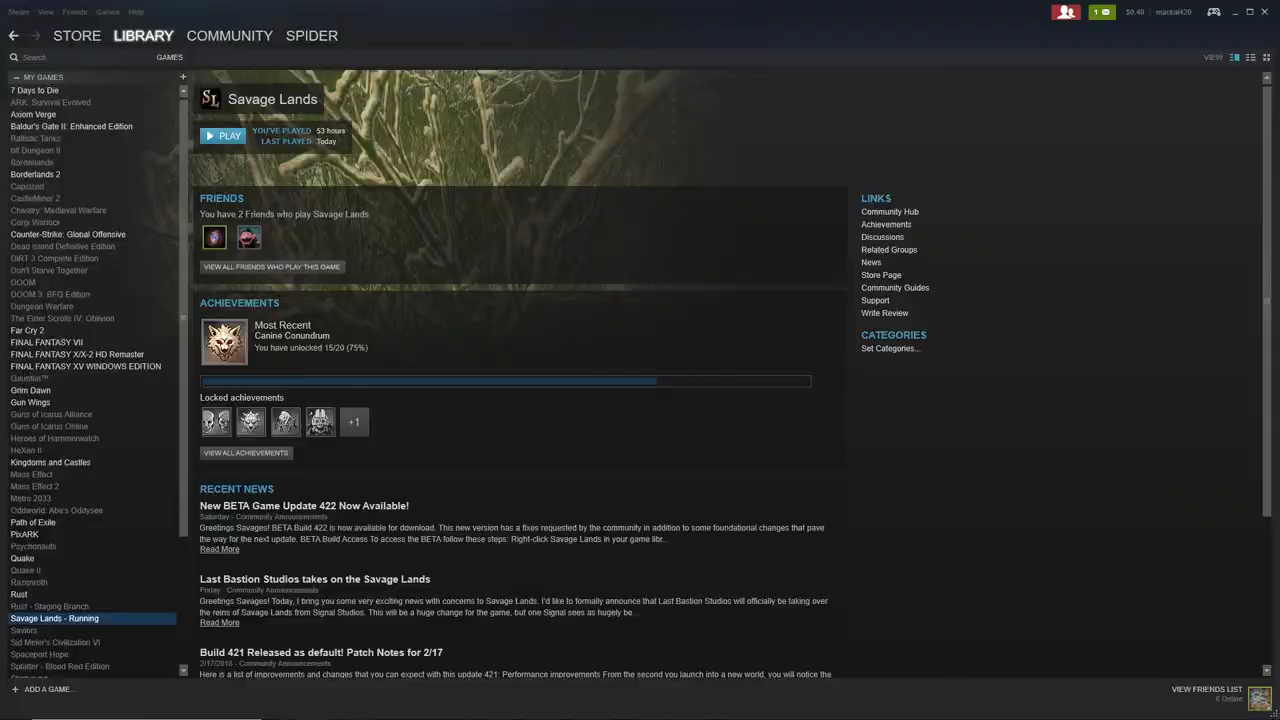 Steam View Friends Games Help
1 $0.40 mackal420
STORE LIBRARY COMMUNITY SPIDER
Search GAMES VIEW
MY GAMES
7 Days to Die
ARK: Survival Evolved
Axiom Verge
Baldur's Gate II: Enhanced Edition
Ballistic Tanks
bit Dungeon II
Borderlands
Borderlands 2
Capsized
CastleMiner Z
Chivalry: Medieval Warfare
Corgi Warlock
Counter-Strike: Global Offensive
Dead Island Definitive Edition
DiRT 3 Complete Edition
Don't Starve Together
DOOM
DOOM 3: BFG Edition
Dungeon Warfare
The Elder Scrolls IV: Oblivion
Far Cry 2
FINAL FANTASY VII
FINAL FANTASY X/X-2 HD Remaster
FINAL FANTASY XV WINDOWS EDITION
Gauntlet™
Grim Dawn
Gun Wings
Guns of Icarus Alliance
Guns of Icarus Online
Heroes of Hammerwatch
HeXen II
Kingdoms and Castles
Mass Effect
Mass Effect 2
Metro 2033
Oddworld: Abe's Oddysee
Path of Exile
PixARK
Psychonauts
Quake
Quake II
Razenroth
Rust
Rust - Staging Branch
Savage Lands - Running
Saviors
Sid Meier's Civilization VI
Spaceport Hope
Splatter - Blood Red Edition
ADD A GAME...
SL Savage Lands
PLAY YOU'VE PLAYED 53 hours
LAST PLAYED Today
FRIENDS
You have 2 Friends who play Savage Lands
VIEW ALL FRIENDS WHO PLAY THIS GAME
ACHIEVEMENTS
Most Recent
Canine Conundrum
You have unlocked 15/20 (75%)
Locked achievements
+1
VIEW ALL ACHIEVEMENTS
RECENT NEWS
New BETA Game Update 422 Now Available!
Saturday - Community Announcements
Greetings Savages! BETA Build 422 is now available for download. This new version has a fixes requested by the community in addition to some foundational changes that pave
the way for the next update. BETA Build Access To access the BETA follow these steps: Right-click Savage Lands in your game libr...
Read More
Last Bastion Studios takes on the Savage Lands
Friday - Community Announcements
Greetings Savages! Today, I bring you some very exciting news with concerns to Savage Lands. I'd like to formally announce that Last Bastion Studios will officially be taking over
the reins of Savage Lands from Signal Studios. This will be a huge change for the game, but one Signal sees as hugely be...
Read More
Build 421 Released as default! Patch Notes for 2/17
2/17/2018 - Community Announcements
Here is a list of improvements and changes that you can expect with this update 421: Performance improvements From the second you launch into a new world, you will notice the
LINKS
Community Hub
Achievements
Discussions
Related Groups
News
Store Page
Community Guides
Support
Write Review
CATEGORIES
Set Categories...
VIEW FRIENDS LIST